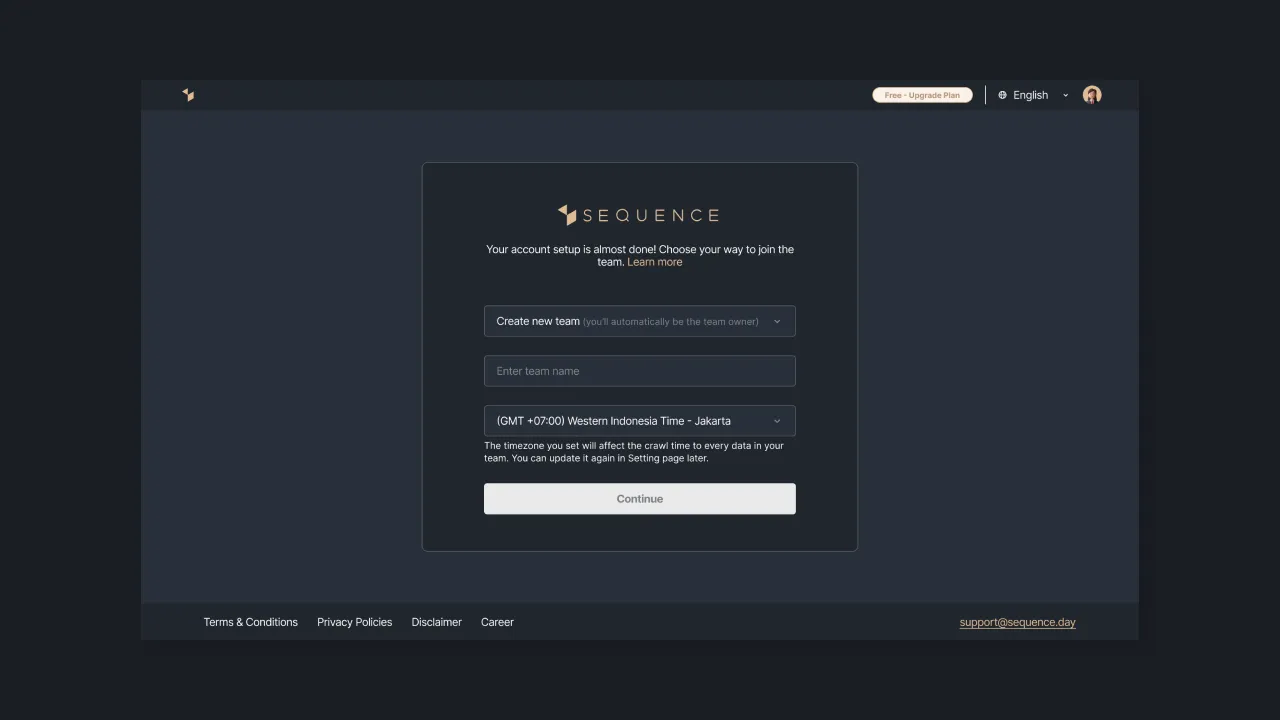 Free - Upgrade Plan
English
SEQUENCE
Your account setup is almost done! Choose your way to join the
team. Learn more
Create new team (you'll automatically be the team owner)
Enter team name
(GMT +07:00) Western Indonesia Time - Jakarta
The timezone you set will affect the crawl time to every data in your
team. You can update it again in Setting page later.
Continue
Terms & Conditions
Privacy Policies
Disclaimer
Career
support@sequence.day